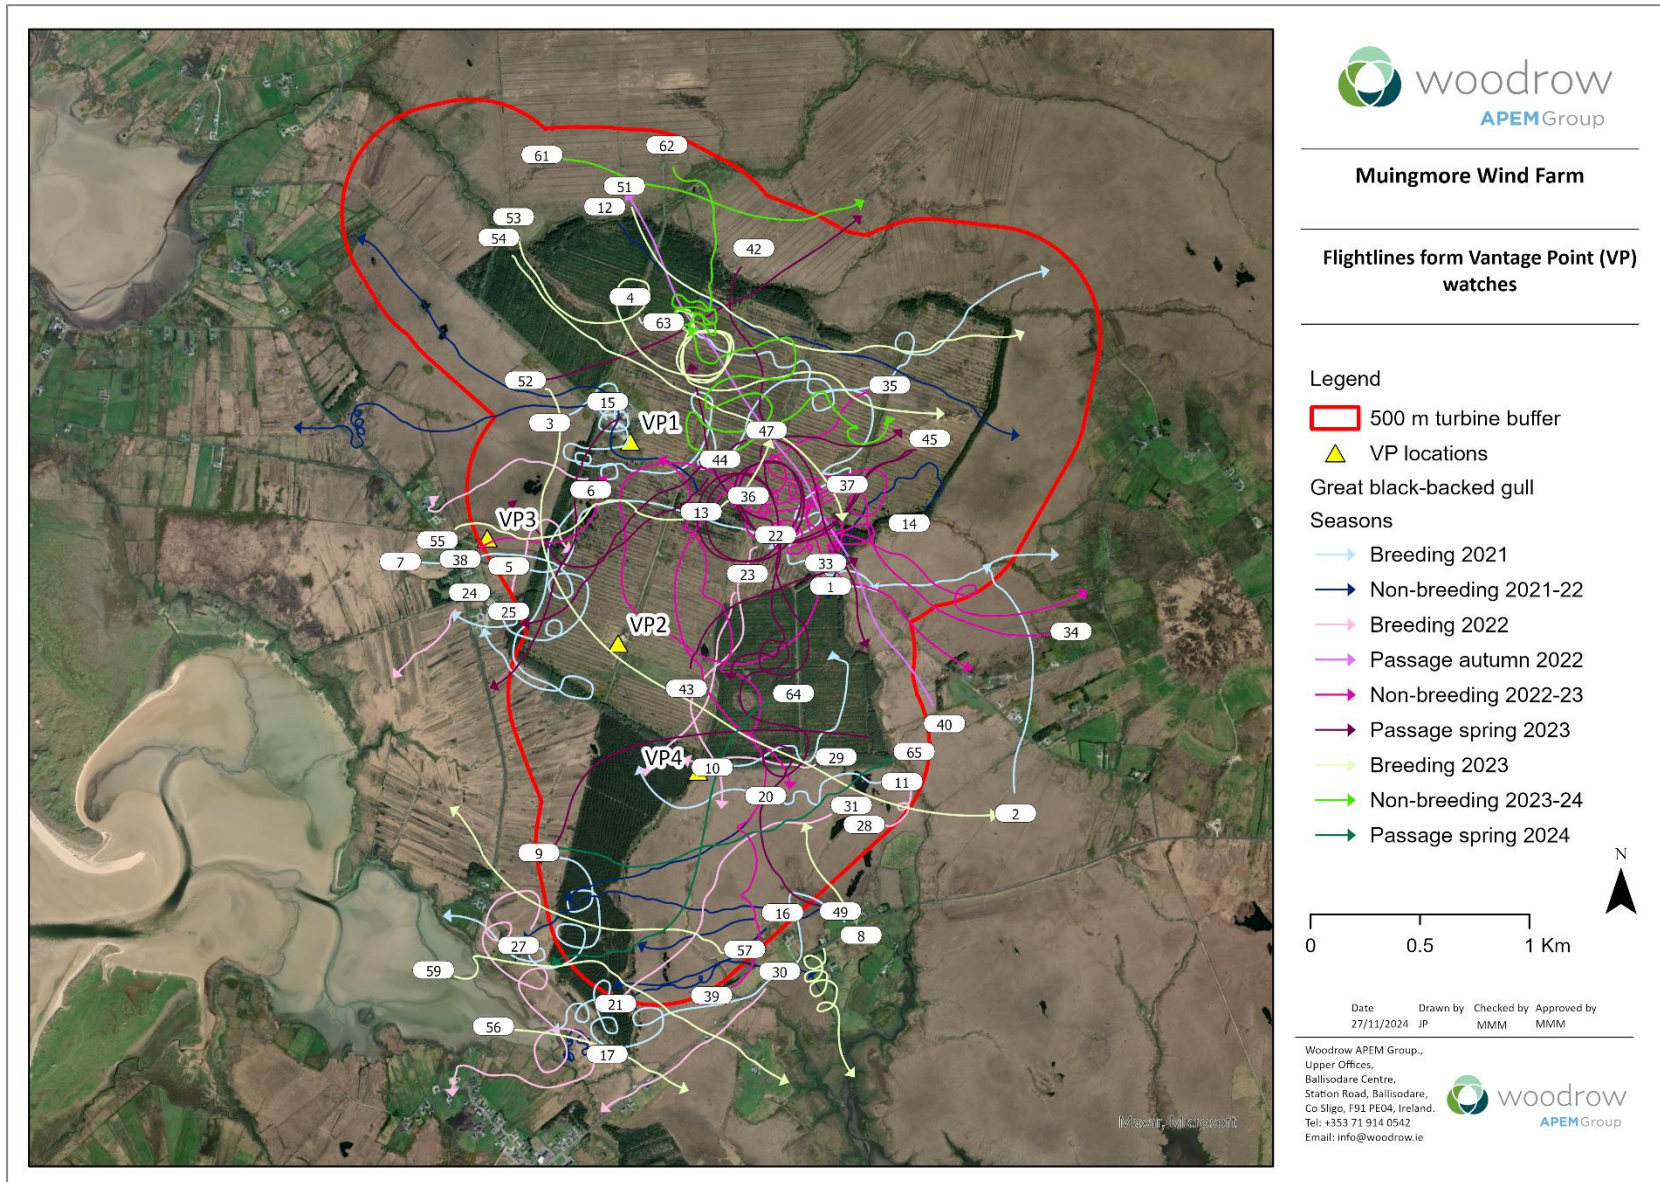 61
62
51
12
53
54
42
4
63
52
15
35
3
VP1
47
45
44
6
36
37
13
14
VP3
22
55
38
7
5
33
23
1
24
25
VP2
34
43
64
40
65
VP4
10
29
11
20
31
28
2
9
16
49
8
27
57
59
30
39
21
56
17
Maxar, Microsoft
woodrow
APEM Group
Muingmore Wind Farm
Flightlines form Vantage Point (VP)
watches
Legend
500 m turbine buffer
VP locations
Great black-backed gull
Seasons
Breeding 2021
Non-breeding 2021-22
Breeding 2022
Passage autumn 2022
Non-breeding 2022-23
Passage spring 2023
Breeding 2023
Non-breeding 2023-24
Passage spring 2024
N
0 0.5 1 Km
Date Drawn by Checked by Approved by
27/11/2024 JP MMM MMM
Woodrow APEM Group.,
Upper Offices,
Ballisodare Centre,
Station Road, Ballisodare,
Co Sligo, F91 PE04, Ireland.
Tel: +353 71 914 0542
Email: info@woodrow.ie
woodrow
APEM Group